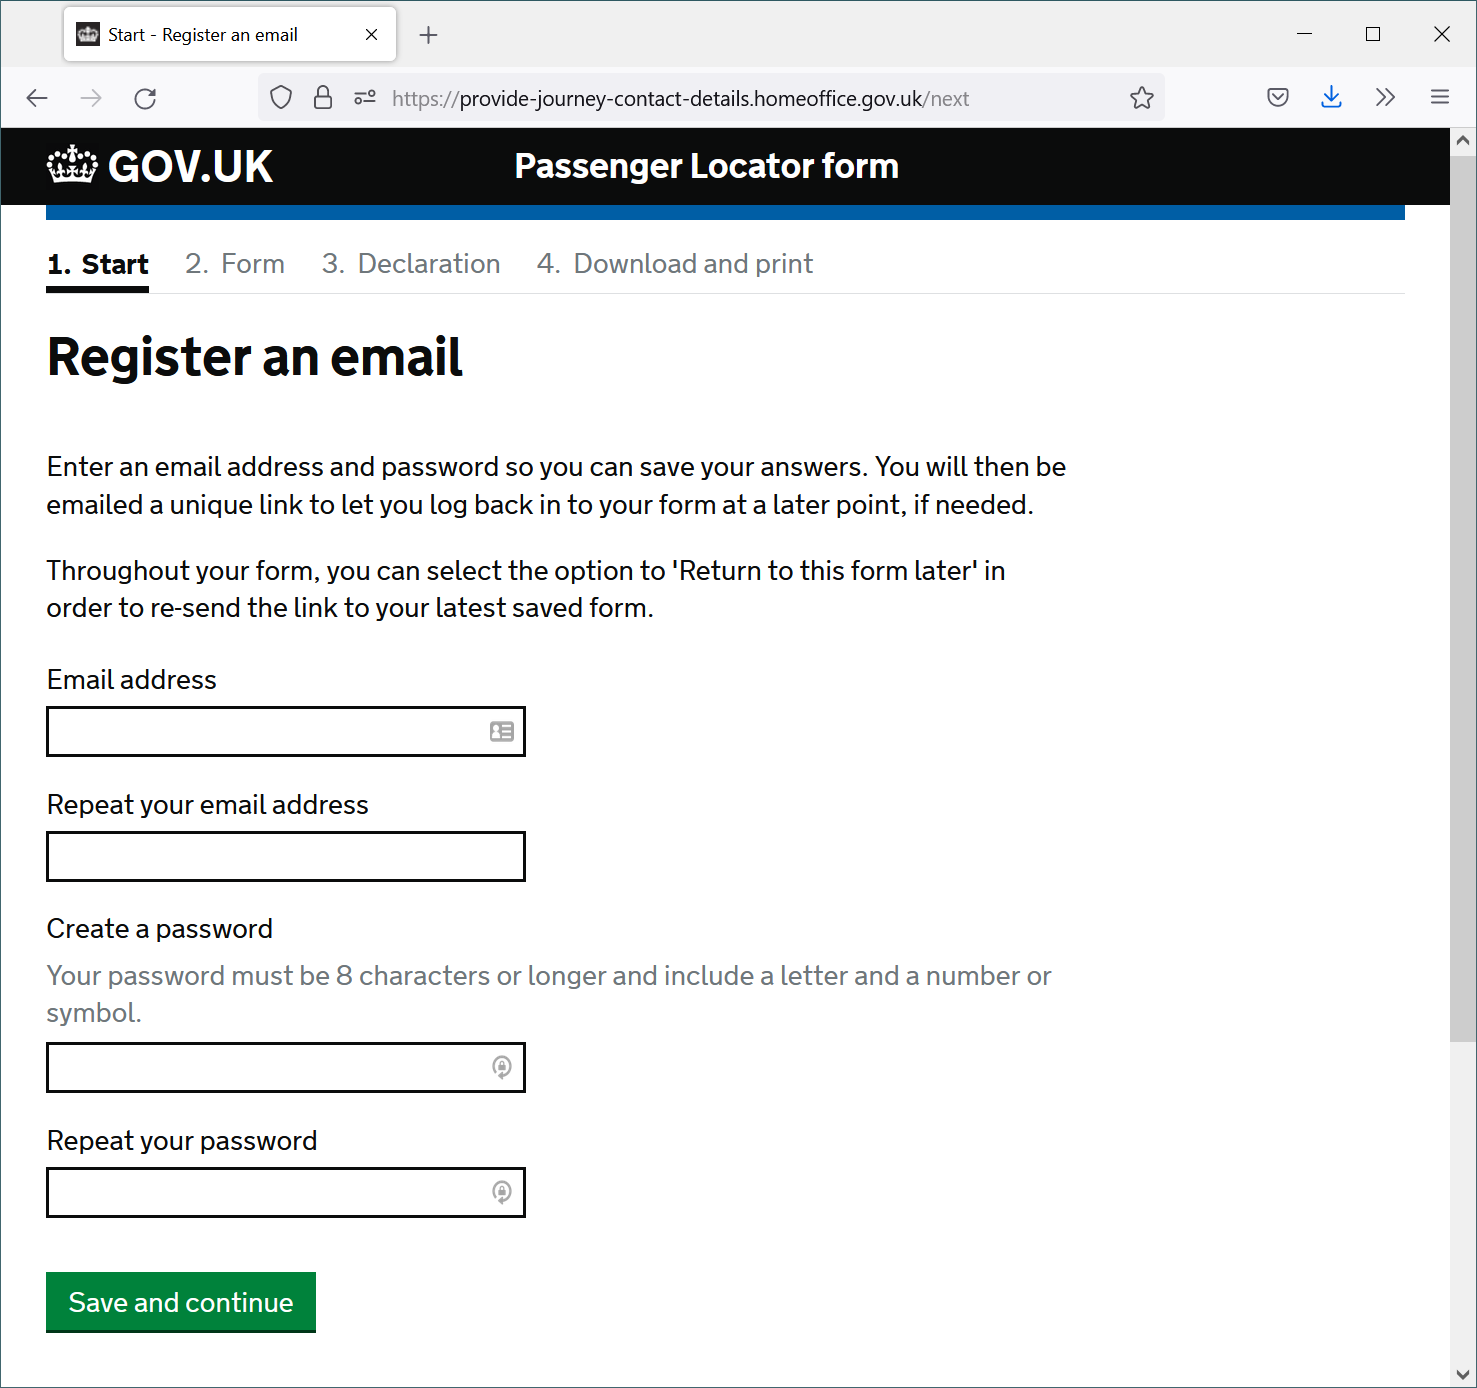 Start - Register an email
https://provide-journey-contact-details.homeoffice.gov.uk/next
GOV.UK
Passenger Locator form
1. Start
2. Form
3. Declaration
4. Download and print
Register an email
Enter an email address and password so you can save your answers. You will then be
emailed a unique link to let you log back in to your form at a later point, if needed.
Throughout your form, you can select the option to 'Return to this form later' in
order to re-send the link to your latest saved form.
Email address
Repeat your email address
Create a password
Your password must be 8 characters or longer and include a letter and a number or
symbol.
Repeat your password
Save and continue